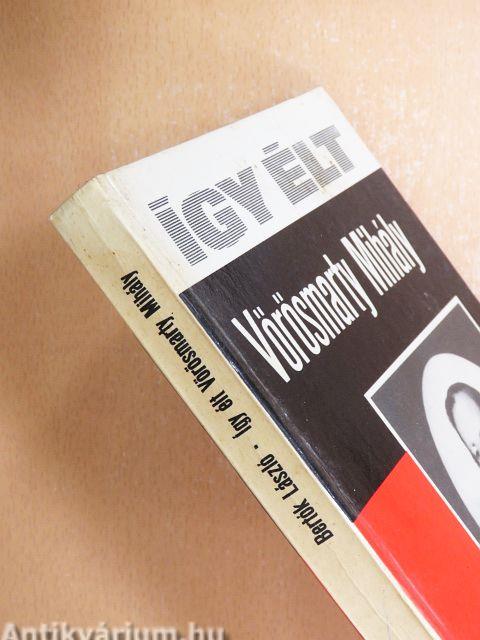 ÍGY ÉLT
Vörösmarty Mihály
Bertók László • Így élt Vörösmarty Mihály
Antikvárium.hu